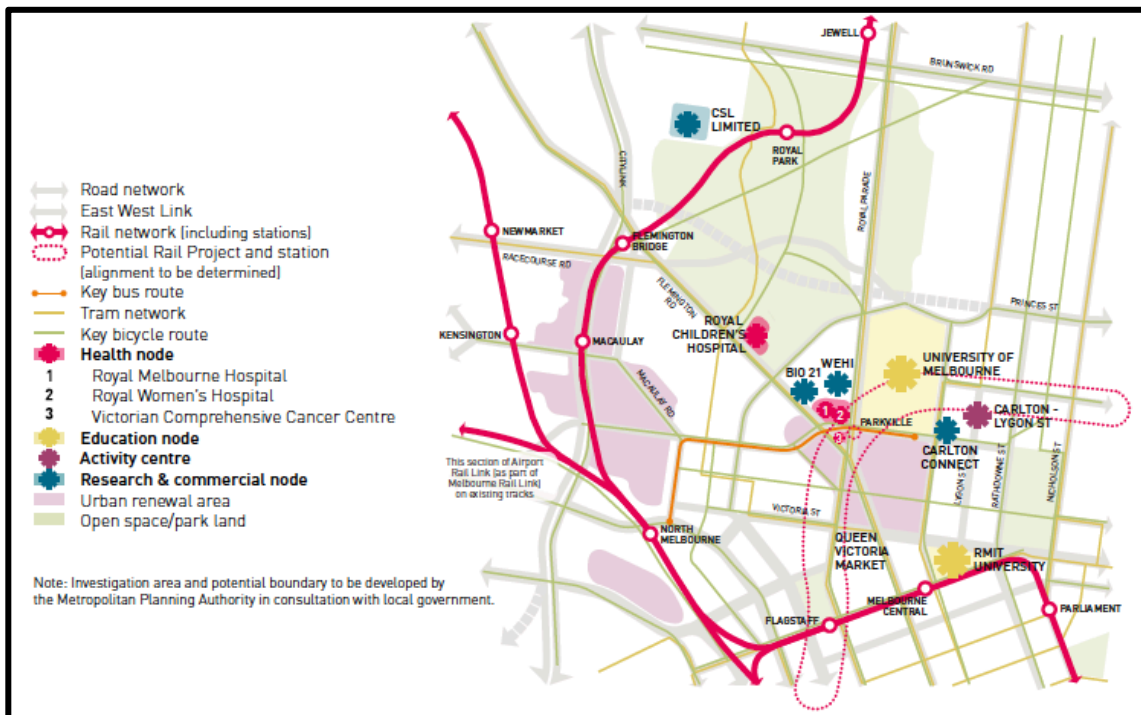 Road network
East West Link
Rail network (including stations)
Potential Rail Project and station
(alignment to be determined)
Key bus route
Tram network
Key bicycle route
Health node
1 Royal Melbourne Hospital
2 Royal Women's Hospital
3 Victorian Comprehensive Cancer Centre
Education node
Activity centre
Research & commercial node
Urban renewal area
Open space/park land
Note: Investigation area and potential boundary to be developed by
the Metropolitan Planning Authority in consultation with local government.
JEWELL
BRUNSWICK RD
CSL
LIMITED
ROYAL
PARK
CITYLINK
ROYAL PARADE
NEWMARKET
FLEMINGTON
BRIDGE
RACECOURSE RD
FLEMINGTON
RD
PRINCES ST
ROYAL
CHILDREN'S
HOSPITAL
KENSINGTON
MACAULAY
WEHI
BIO 21
UNIVERSITY OF
MELBOURNE
MACAULAY RD
1
2
3
PARKVILLE
CARLTON -
LYGON ST
CARLTON
CONNECT
LYGON ST
RATHDOWNE ST
NICHOLSON ST
This section of Airport
Rail Link (as part of
Melbourne Rail Link)
on existing tracks
VICTORIA ST
NORTH
MELBOURNE
QUEEN
VICTORIA
MARKET
RMIT
UNIVERSITY
MELBOURNE
CENTRAL
PARLIAMENT
FLAGSTAFF